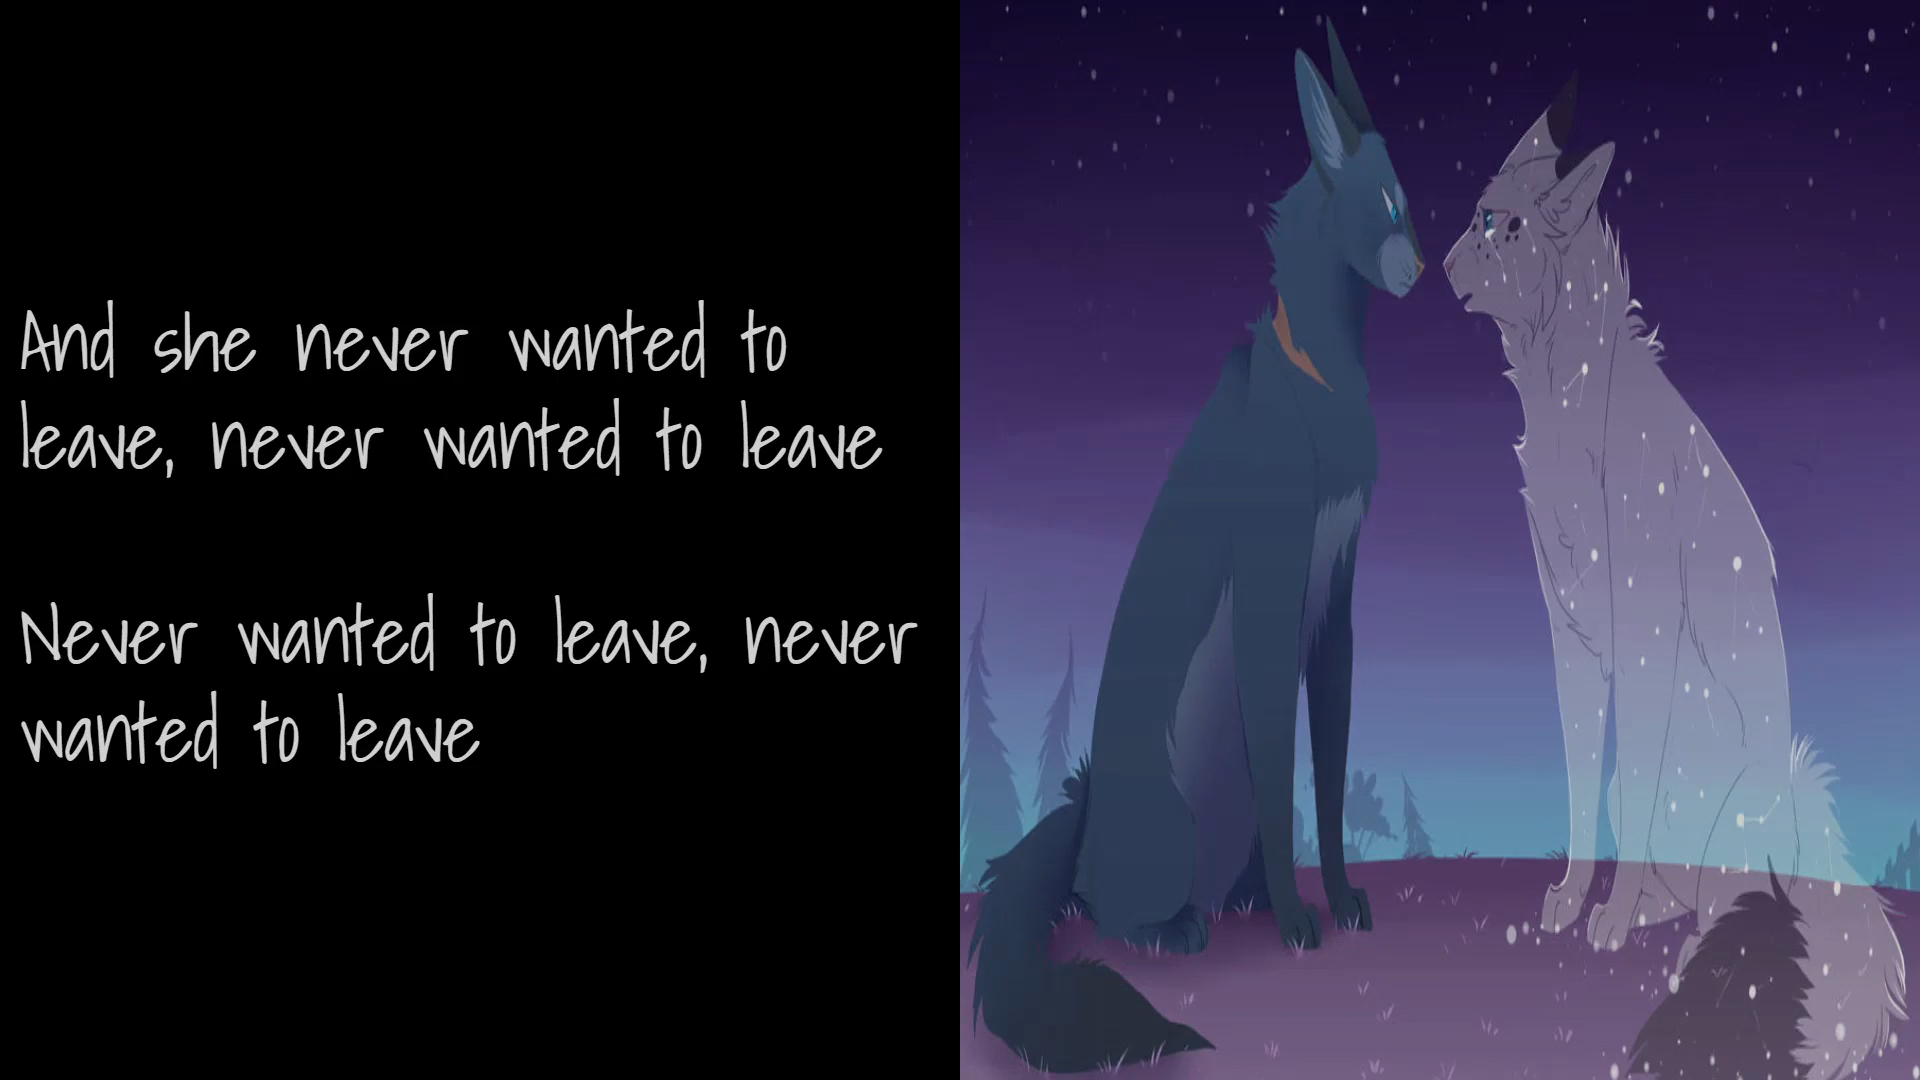 And she never wanted to
leave, never wanted to leave
Never wanted to leave, never
wanted to leave